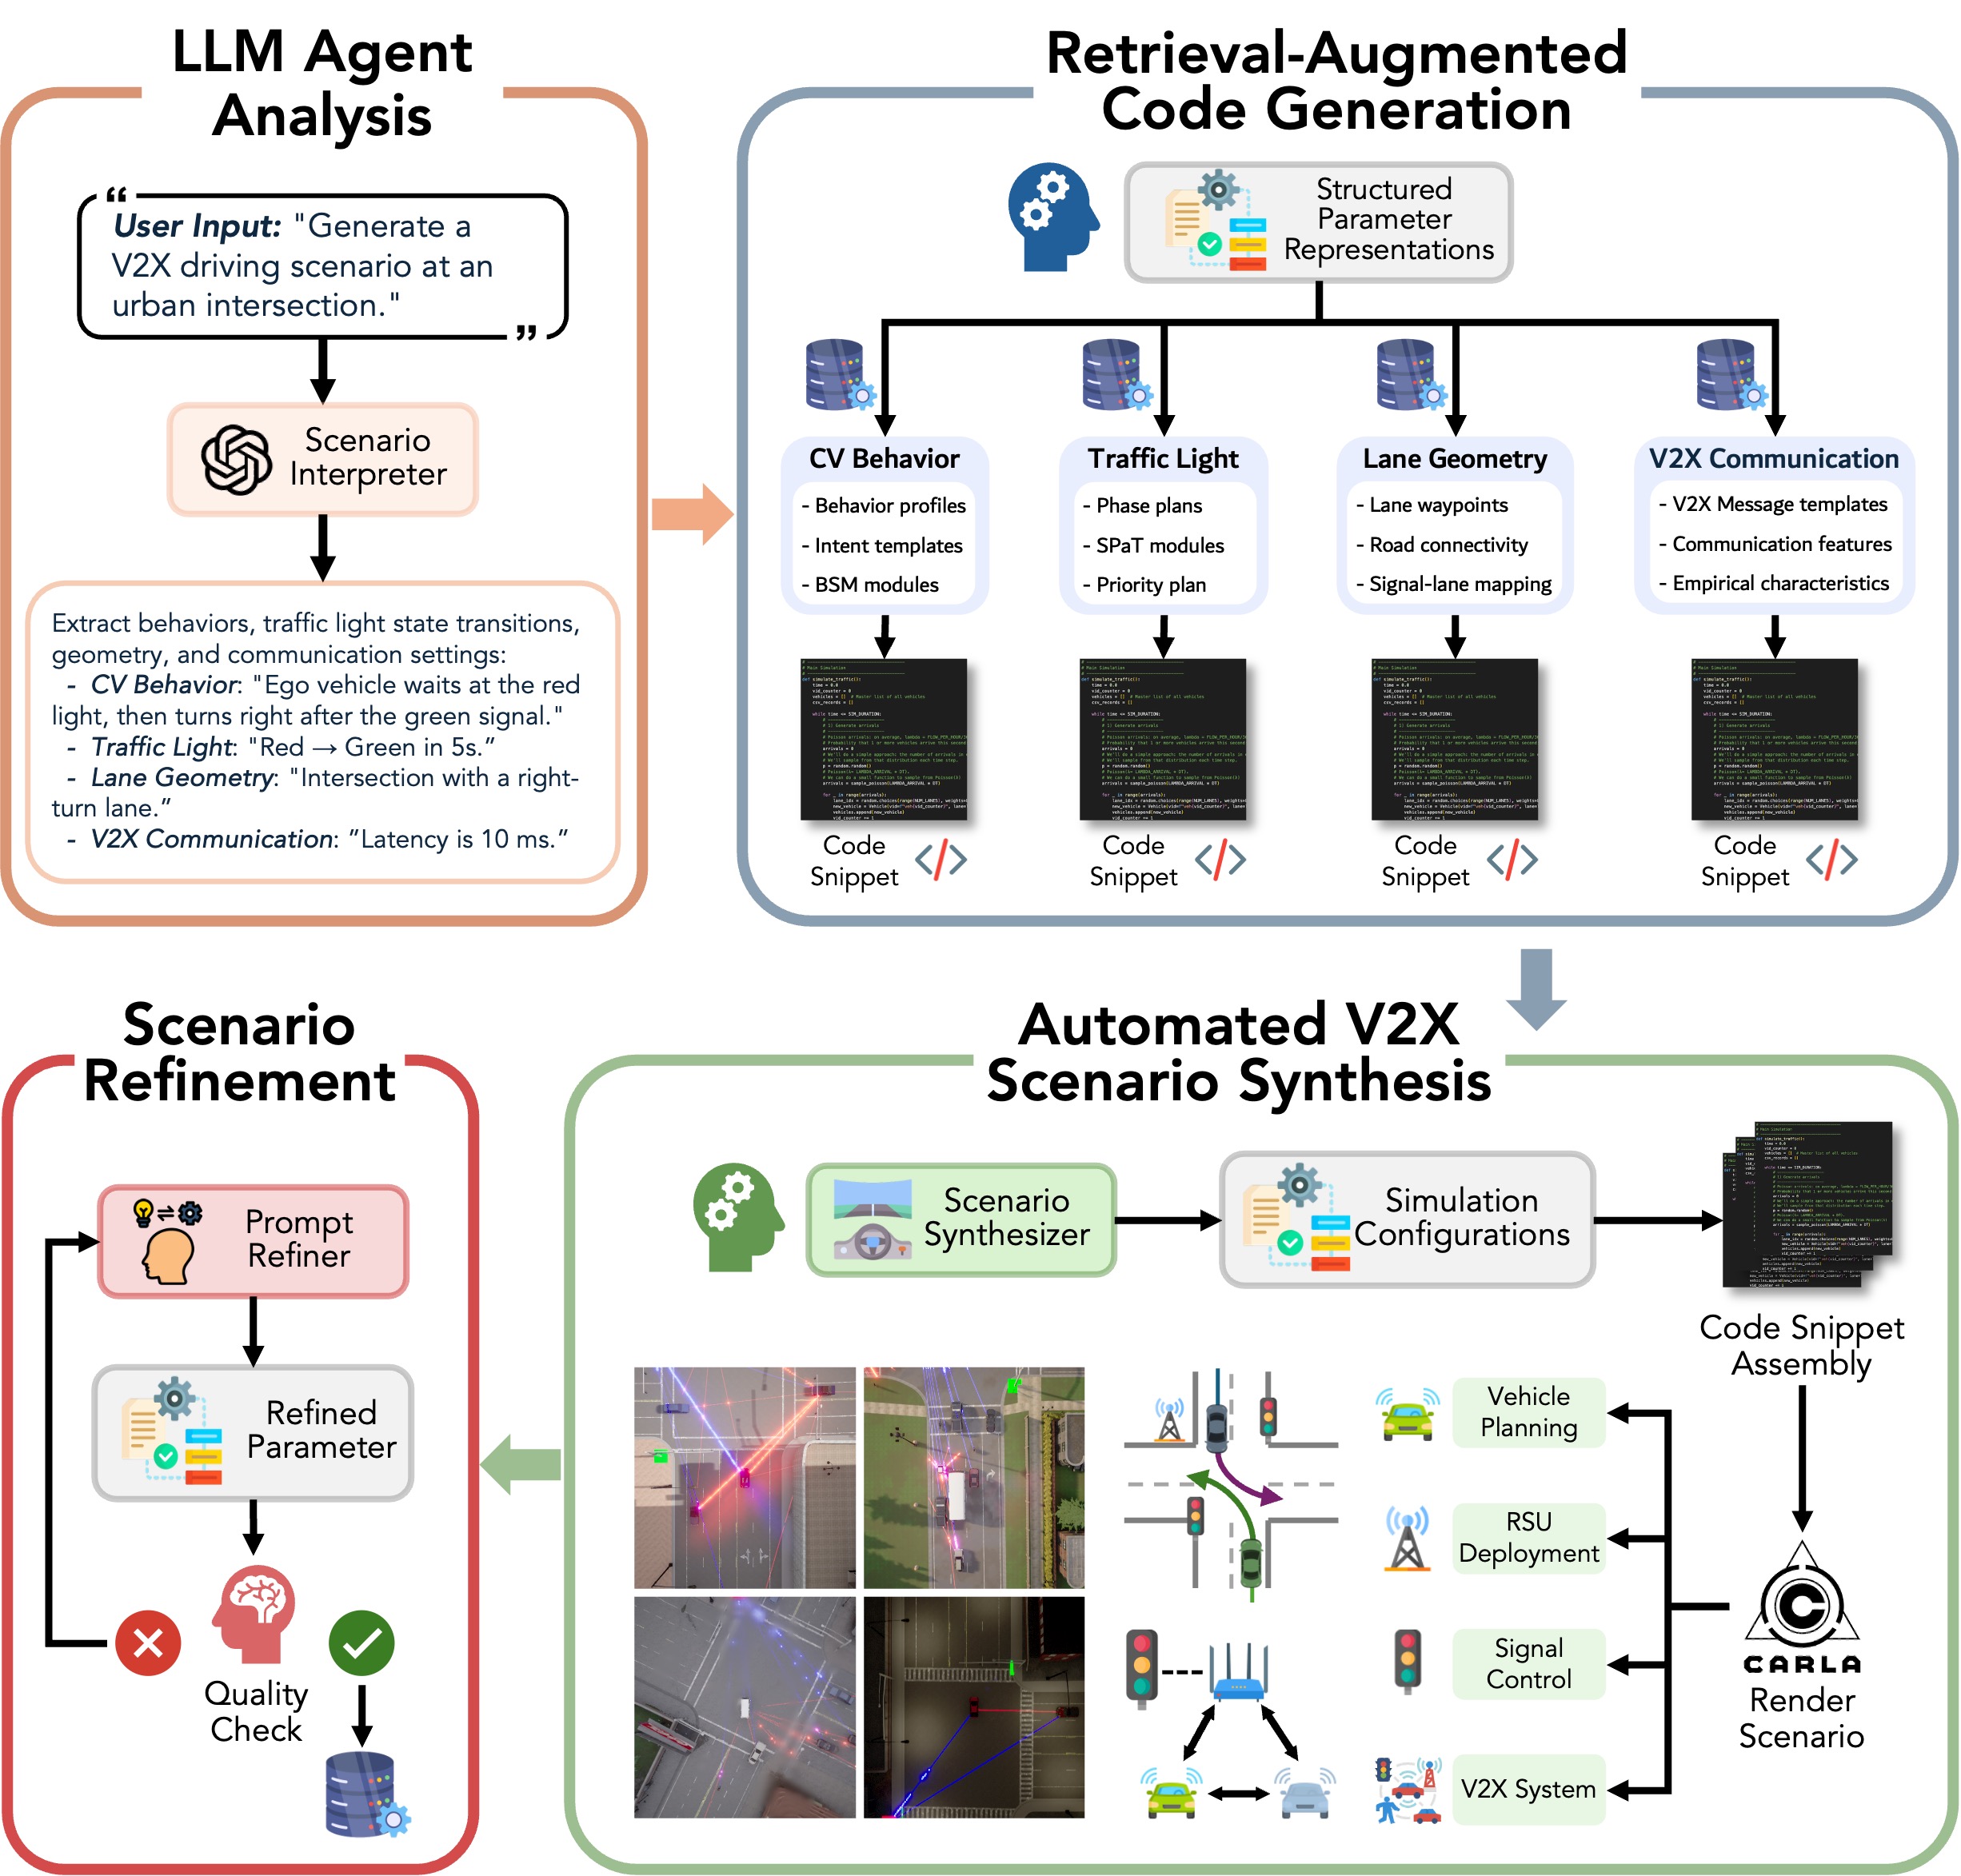 LLM Agent
Analysis
“
User Input: "Generate a
V2X driving scenario at an
urban intersection."
”
Scenario
Interpreter
Extract behaviors, traffic light state transitions,
geometry, and communication settings:
- CV Behavior: "Ego vehicle waits at the red
light, then turns right after the green signal."
- Traffic Light: "Red → Green in 5s.”
- Lane Geometry: "Intersection with a right-
turn lane.”
- V2X Communication: ”Latency is 10 ms.”
Retrieval-Augmented
Code Generation
Structured
Parameter
Representations
CV Behavior
- Behavior profiles
- Intent templates
- BSM modules
Code
Snippet
</>
Traffic Light
- Phase plans
- SPaT modules
- Priority plan
Code
Snippet
</>
Lane Geometry
- Lane waypoints
- Road connectivity
- Signal-lane mapping
Code
Snippet
</>
V2X Communication
- V2X Message templates
- Communication features
- Empirical characteristics
Code
Snippet
</>
Automated V2X
Scenario Synthesis
Scenario
Synthesizer
Simulation
Configurations
Code Snippet
Assembly
CARLA
Render
Scenario
Vehicle
Planning
RSU
Deployment
Signal
Control
V2X System
Scenario
Refinement
Prompt
Refiner
Refined
Parameter
Quality
Check